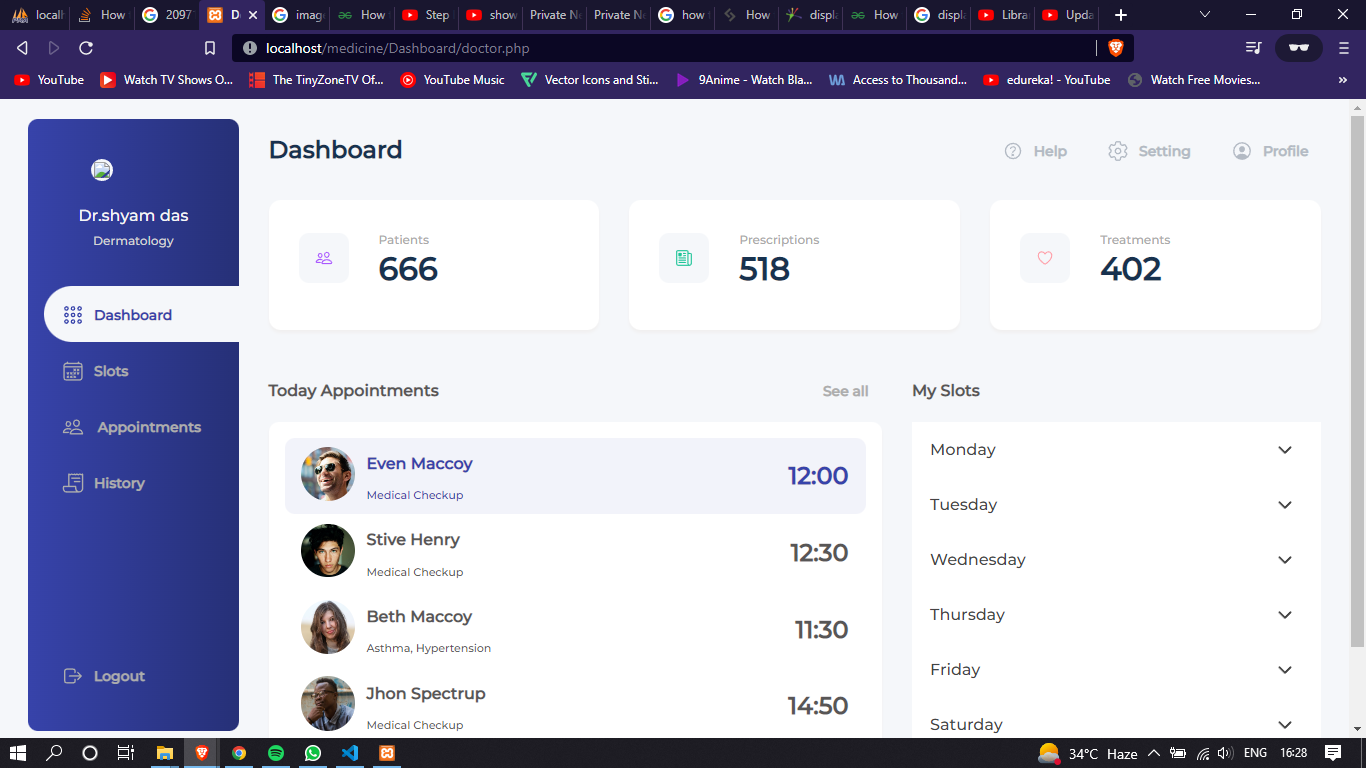 localh
How
2097
D
imag
How
Step
show
Private Ne
Private Ne
how
How
displa
How
displa
Libra
Upda
localhost/medicine/Dashboard/doctor.php
YouTube
Watch TV Shows O...
The TinyZoneTV Of...
YouTube Music
Vector Icons and Sti...
9Anime - Watch Bla...
Access to Thousand...
edureka! - YouTube
Watch Free Movies...
Dr.shyam das
Dermatology
Dashboard
Slots
Appointments
History
Logout
Dashboard
Help
Setting
Profile
Patients
666
Prescriptions
518
Treatments
402
Today Appointments
See all
Even Maccoy
Medical Checkup
12:00
Stive Henry
Medical Checkup
12:30
Beth Maccoy
Asthma, Hypertension
11:30
Jhon Spectrup
Medical Checkup
14:50
My Slots
Monday
Tuesday
Wednesday
Thursday
Friday
Saturday
34°C Haze
ENG
16:28